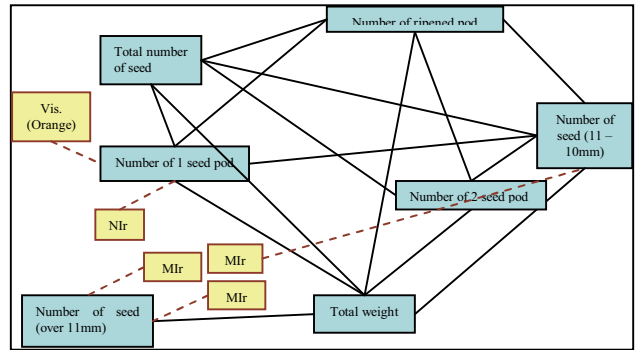 Number of ripened pod
Total number
of seed
Vis.
(Orange)
Number of
seed (11 –
10mm)
Number of 1 seed pod
Number of 2 seed pod
NIr
MIr
MIr
MIr
Number of seed
(over 11mm)
Total weight